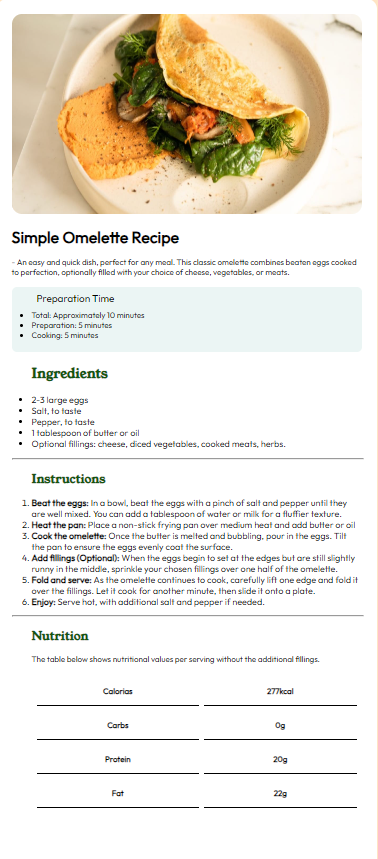 Simple Omelette Recipe
- An easy and quick dish, perfect for any meal. This classic omelette combines beaten eggs cooked
to perfection, optionally filled with your choice of cheese, vegetables, or meats.
Preparation Time
• Total: Approximately 10 minutes
• Preparation: 5 minutes
• Cooking: 5 minutes
Ingredients
• 2-3 large eggs
• Salt, to taste
• Pepper, to taste
• 1 tablespoon of butter or oil
• Optional fillings: cheese, diced vegetables, cooked meats, herbs.
Instructions
1. Beat the eggs: In a bowl, beat the eggs with a pinch of salt and pepper until they
are well mixed. You can add a tablespoon of water or milk for a fluffier texture.
2. Heat the pan: Place a non-stick frying pan over medium heat and add butter or oil
3. Cook the omelette: Once the butter is melted and bubbling, pour in the eggs. Tilt
the pan to ensure the eggs evenly coat the surface.
4. Add fillings (Optional): When the eggs begin to set at the edges but are still slightly
runny in the middle, sprinkle your chosen fillings over one half of the omelette.
5. Fold and serve: As the omelette continues to cook, carefully lift one edge and fold it
over the fillings. Let it cook for another minute, then slide it onto a plate.
6. Enjoy: Serve hot, with additional salt and pepper if needed.
Nutrition
The table below shows nutritional values per serving without the additional fillings.
Calorias 277kcal
Carbs 0g
Protein 20g
Fat 22g